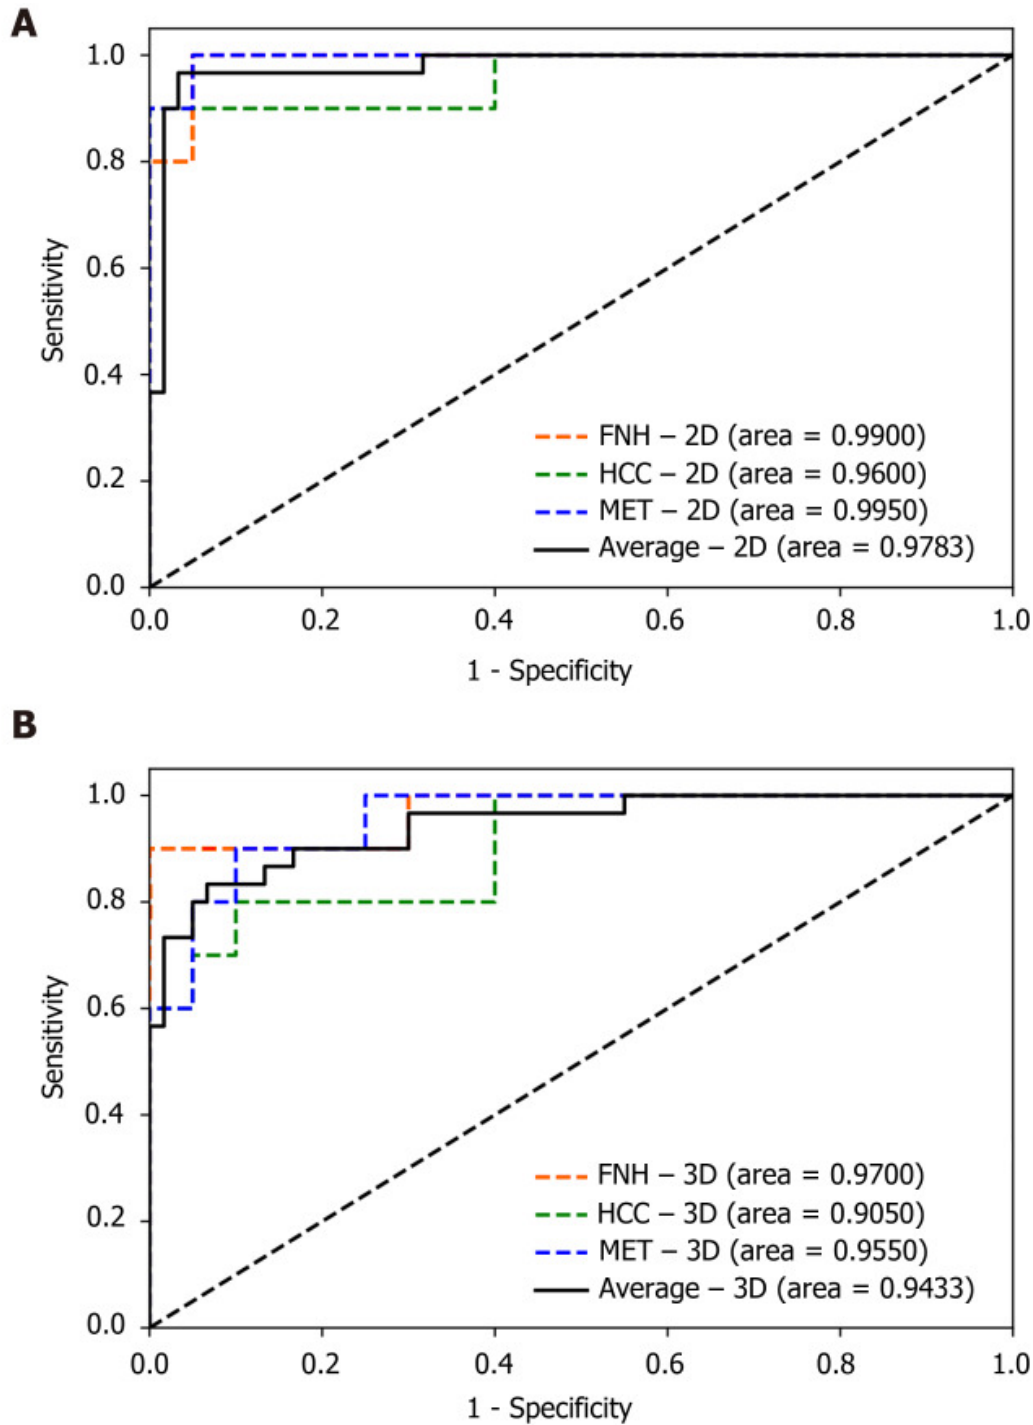 A
1.0
0.8
0.6
0.4
0.2
0.0
Sensitivity
FNH – 2D (area = 0.9900)
HCC – 2D (area = 0.9600)
MET – 2D (area = 0.9950)
Average – 2D (area = 0.9783)
0.0 0.2 0.4 0.6 0.8 1.0
1 - Specificity
B
1.0
0.8
0.6
0.4
0.2
0.0
Sensitivity
FNH – 3D (area = 0.9700)
HCC – 3D (area = 0.9050)
MET – 3D (area = 0.9550)
Average – 3D (area = 0.9433)
0.0 0.2 0.4 0.6 0.8 1.0
1 - Specificity